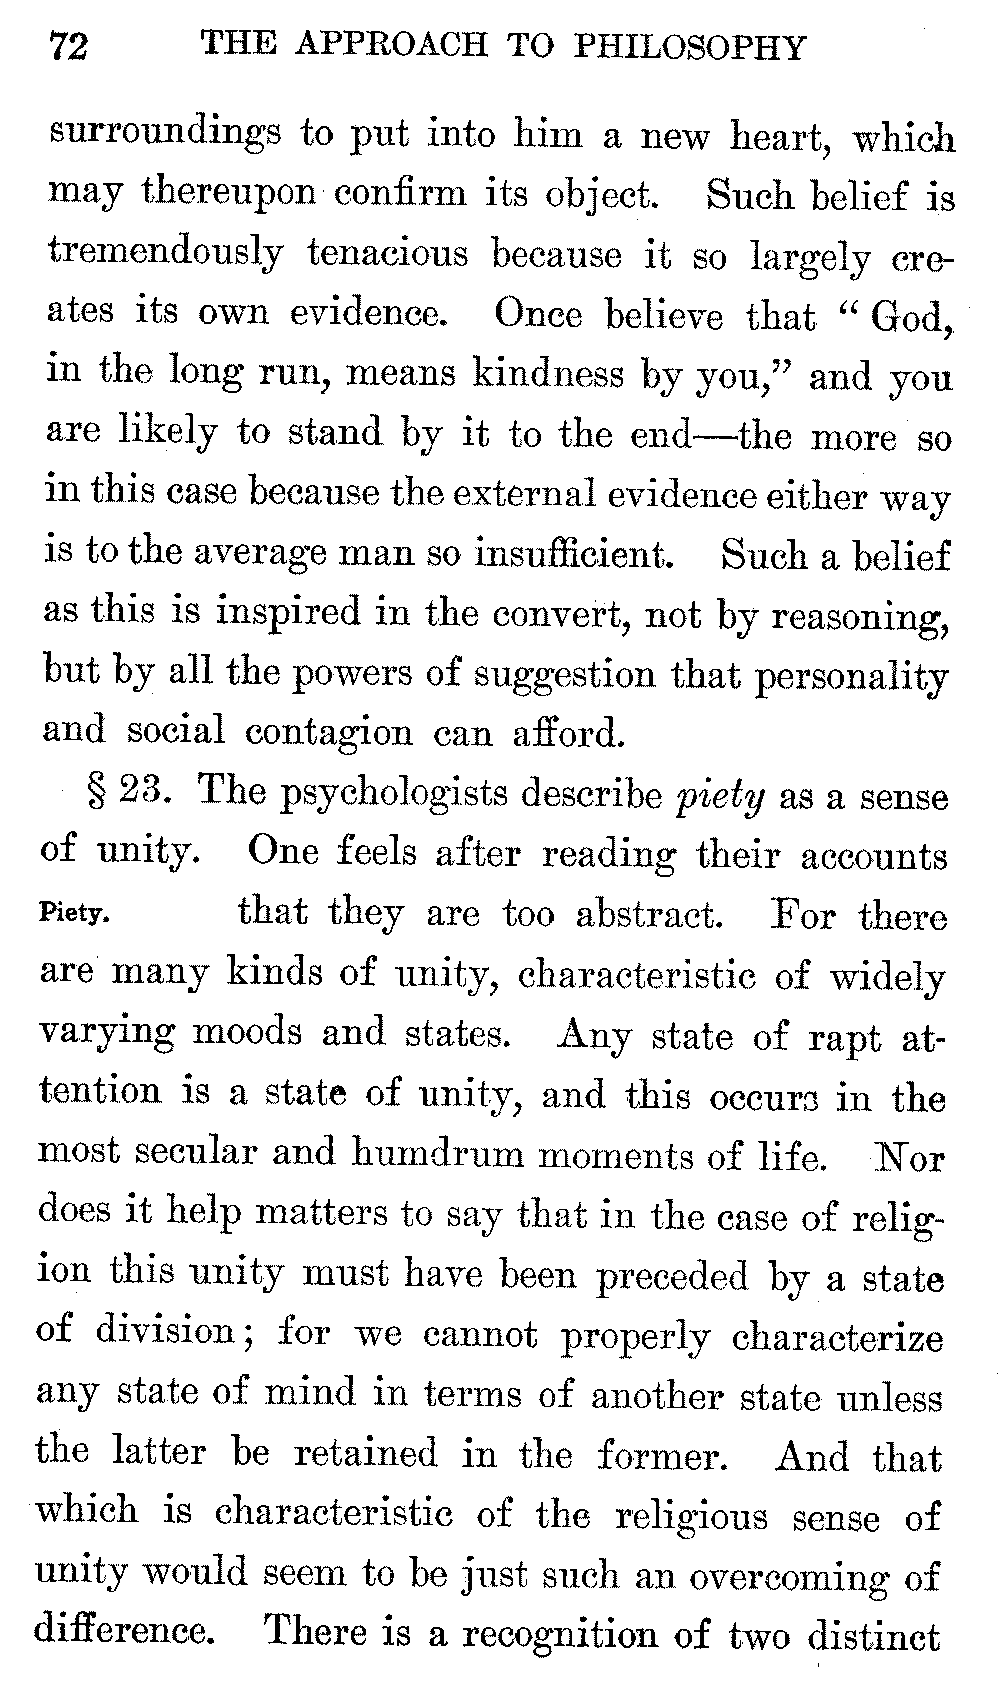 72 THE APPROACH TO PHILOSOPHY
surroundings to put into him a new heart, which
may thereupon confirm its object. Such belief is
tremendously tenacious because it so largely cre-
ates its own evidence. Once believe that “ God,
in the long run, means kindness by you,” and you
are likely to stand by it to the end—the more so
in this case because the external evidence either way
is to the average man so insufficient. Such a belief
as this is inspired in the convert, not by reasoning,
but by all the powers of suggestion that personality
and social contagion can afford.
§ 23. The psychologists describe piety as a sense
of unity. One feels after reading their accounts
Piety. that they are too abstract. For there
are many kinds of unity, characteristic of widely
varying moods and states. Any state of rapt at-
tention is a state of unity, and this occurs in the
most secular and humdrum moments of life. Nor
does it help matters to say that in the case of relig-
ion this unity must have been preceded by a state
of division; for we cannot properly characterize
any state of mind in terms of another state unless
the latter be retained in the former. And that
which is characteristic of the religious sense of
unity would seem to be just such an overcoming of
difference. There is a recognition of two distinct